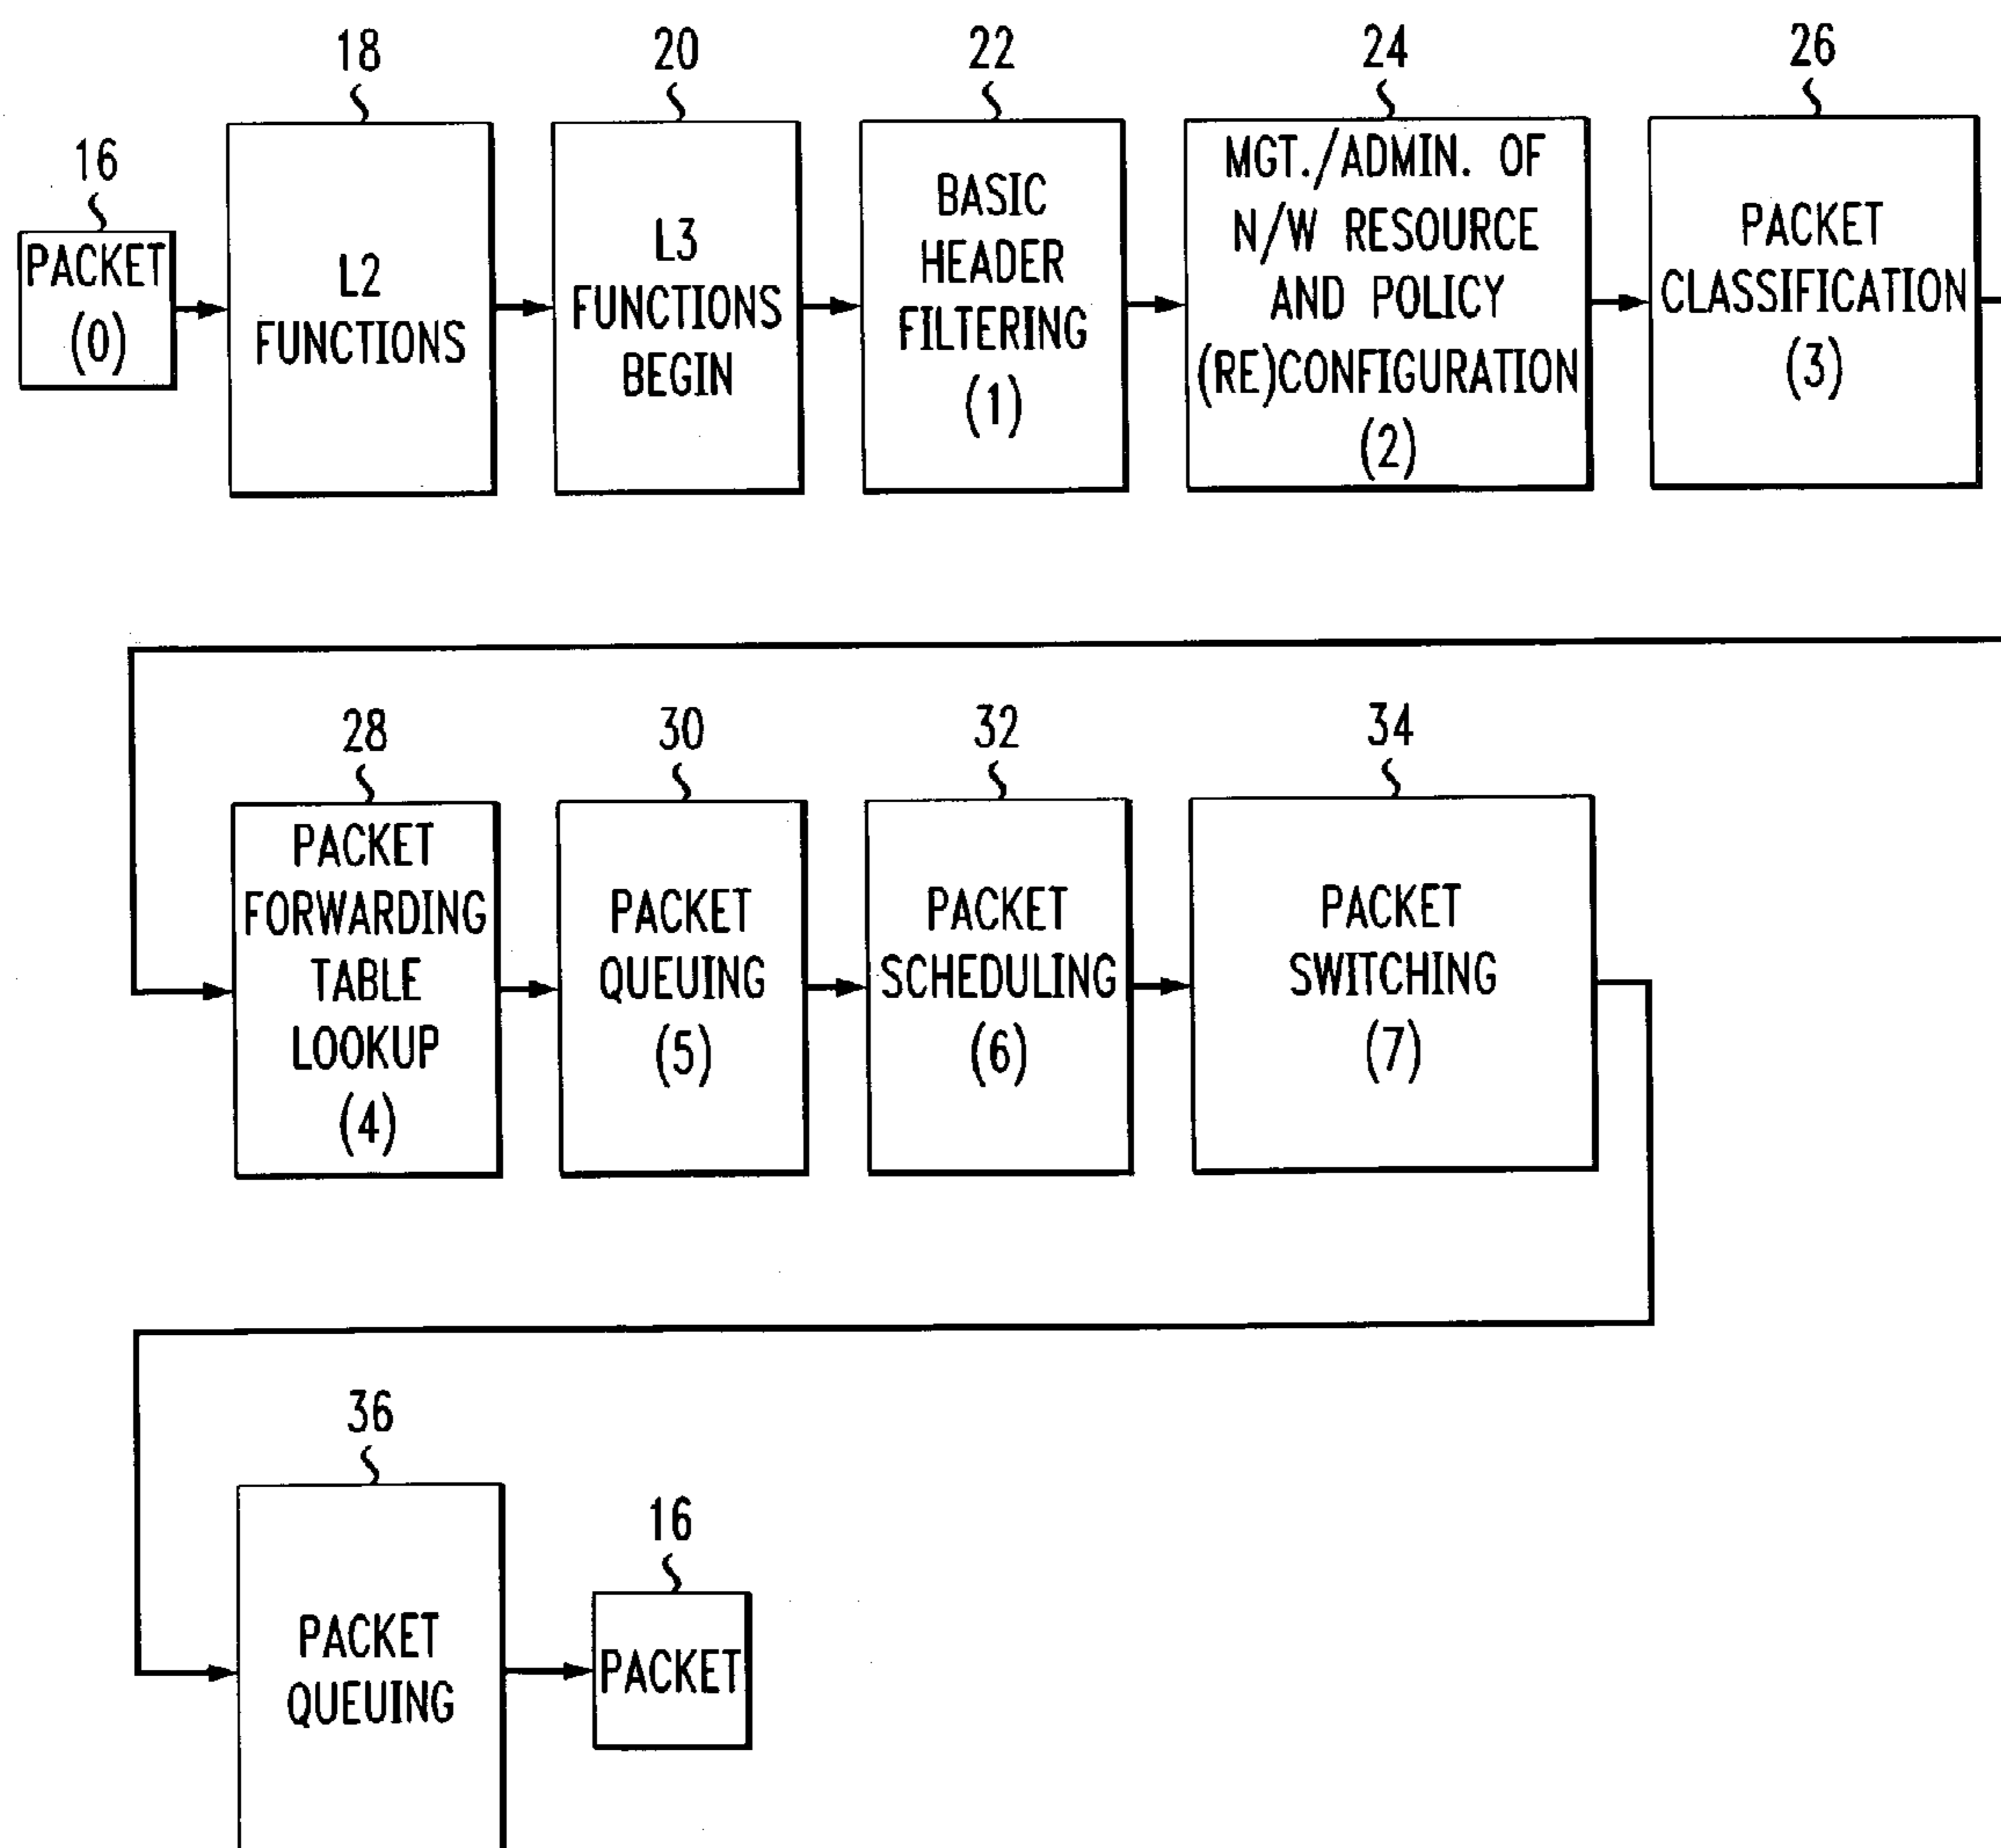 16
PACKET
(0)
18
L2
FUNCTIONS
20
L3
FUNCTIONS
BEGIN
22
BASIC
HEADER
FILTERING
(1)
24
MGT./ADMIN. OF
N/W RESOURCE
AND POLICY
(RE)CONFIGURATION
(2)
26
PACKET
CLASSIFICATION
(3)
28
PACKET
FORWARDING
TABLE
LOOKUP
(4)
30
PACKET
QUEUING
(5)
32
PACKET
SCHEDULING
(6)
34
PACKET
SWITCHING
(7)
36
PACKET
QUEUING
16
PACKET